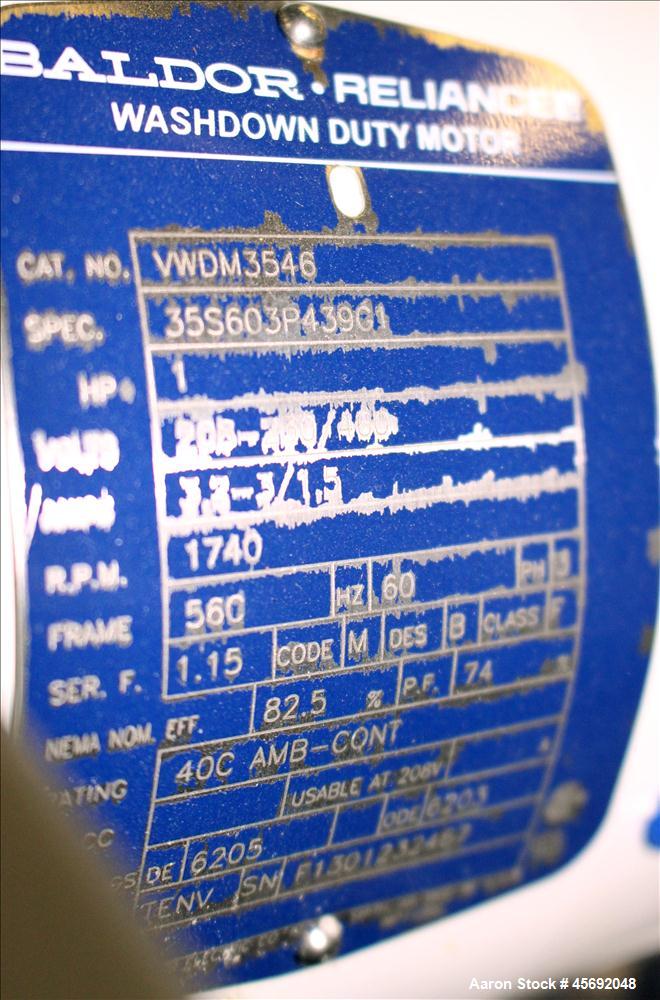 BALDOR • RELIANCE
WASHDOWN DUTY MOTOR
CAT. NO. VWDM3546
SPEC. 35S603P439G1
HP 1
VOLTS 208-230/460
AMPS 3.2-3/1.5
R.P.M. 1740
FRAME 56C HZ 60 PH 3
SER. F. 1.15 CODE M DES B CLASS F
NEMA NOM. EFF. 82.5 % P.F. 74 %
RATING 40C AMB-CONT
CC USABLE AT 208V
DE 6205 ODE 6203
TENV SN
Aaron Stock # 45692048